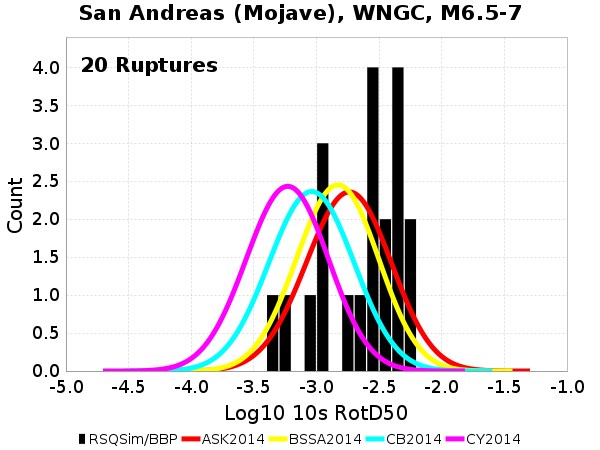 San Andreas (Mojave), WNGC, M6.5-7
20 Ruptures
Count
4.0
3.5
3.0
2.5
2.0
1.5
1.0
0.5
0.0
-5.0 -4.5 -4.0 -3.5 -3.0 -2.5 -2.0 -1.5 -1.0
Log10 10s RotD50
RSQSim/BBP ASK2014 BSSA2014 CB2014 CY2014